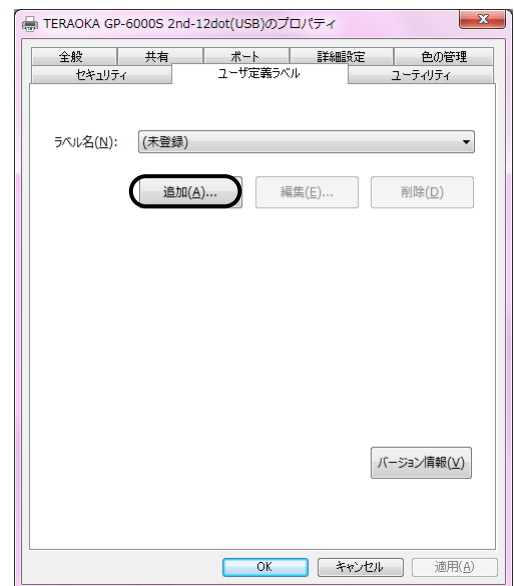 TERAOKA GP-6000S 2nd-12dot(USB)のプロパティ
X
全般 共有 ポート 詳細設定 色の管理
セキュリティ ユーザ定義ラベル ユーティリティ
ラベル名(N): (未登録)
追加(A)... 編集(E)... 削除(D)
バージョン情報(V)
OK キャンセル 適用(A)